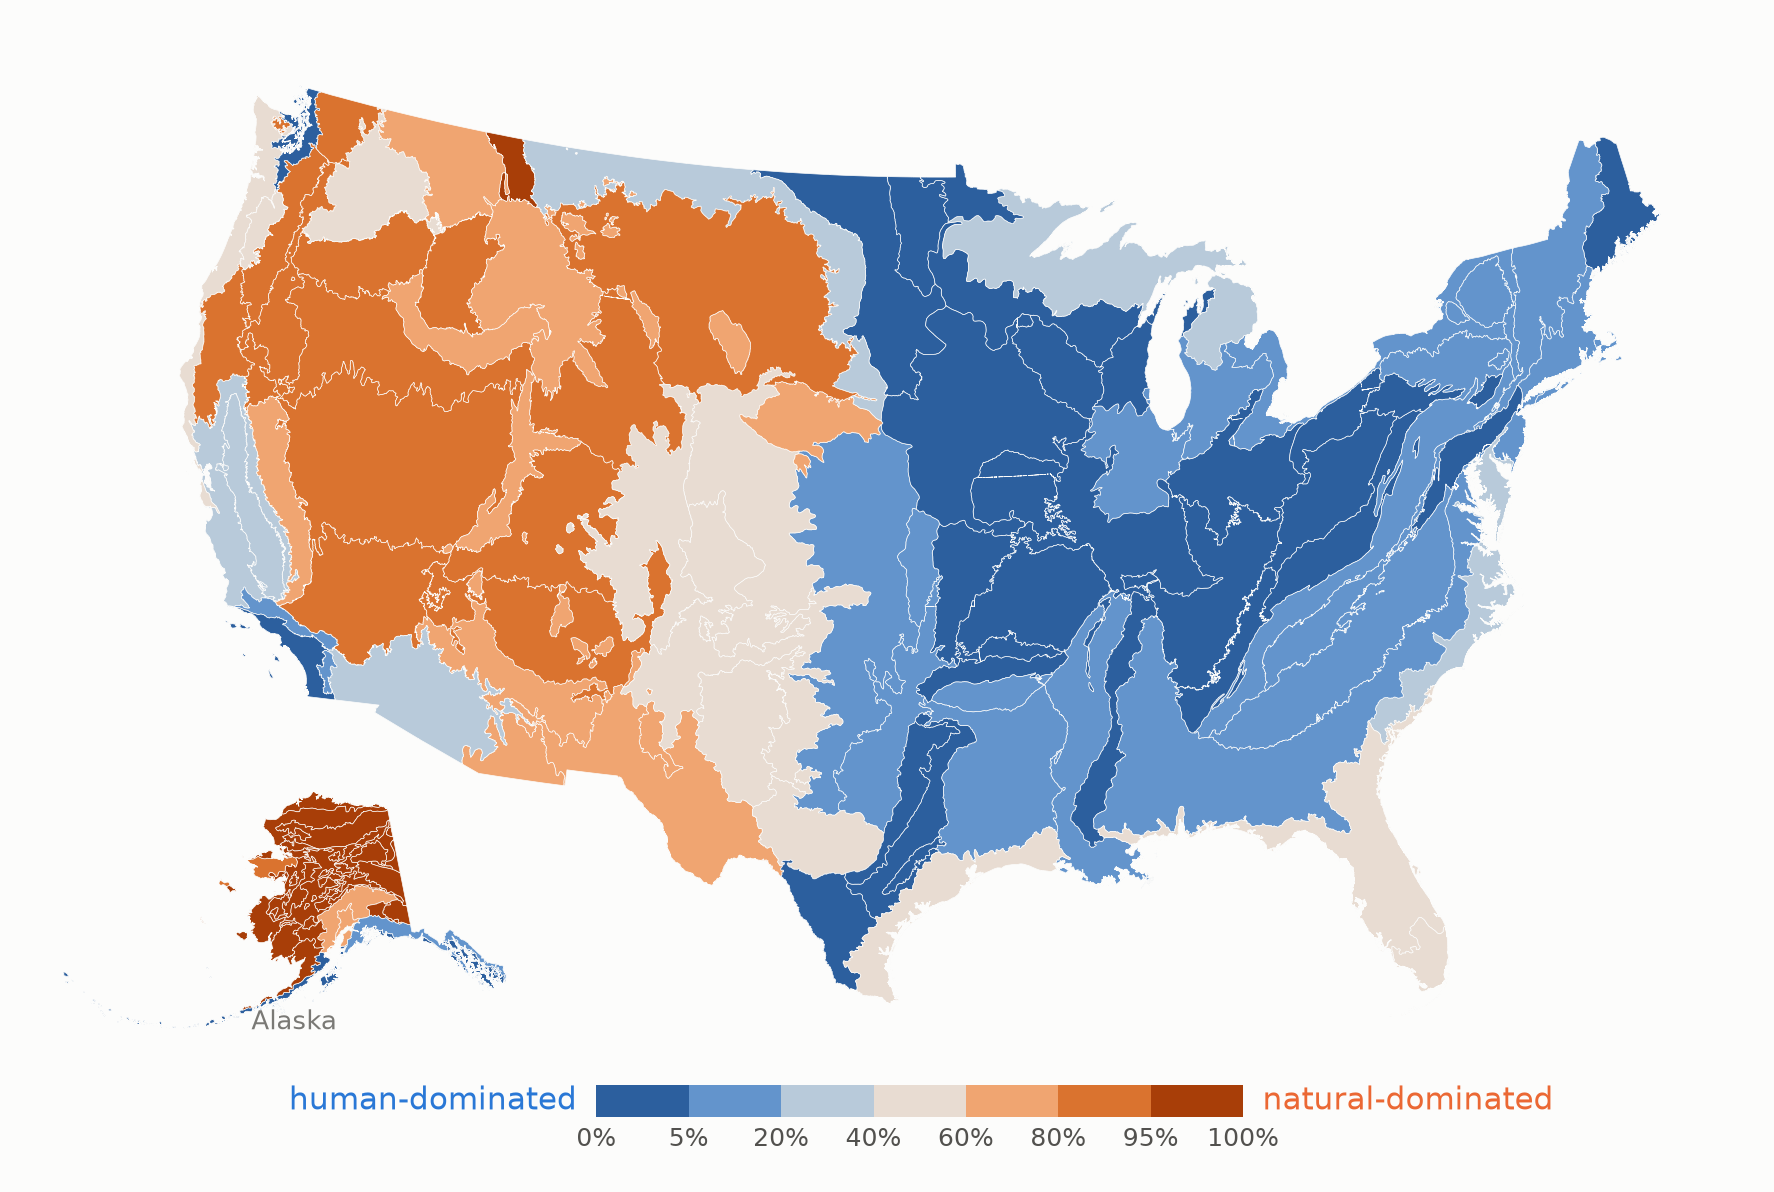 Alaska
human-dominated
natural-dominated
0% 5% 20% 40% 60% 80% 95% 100%